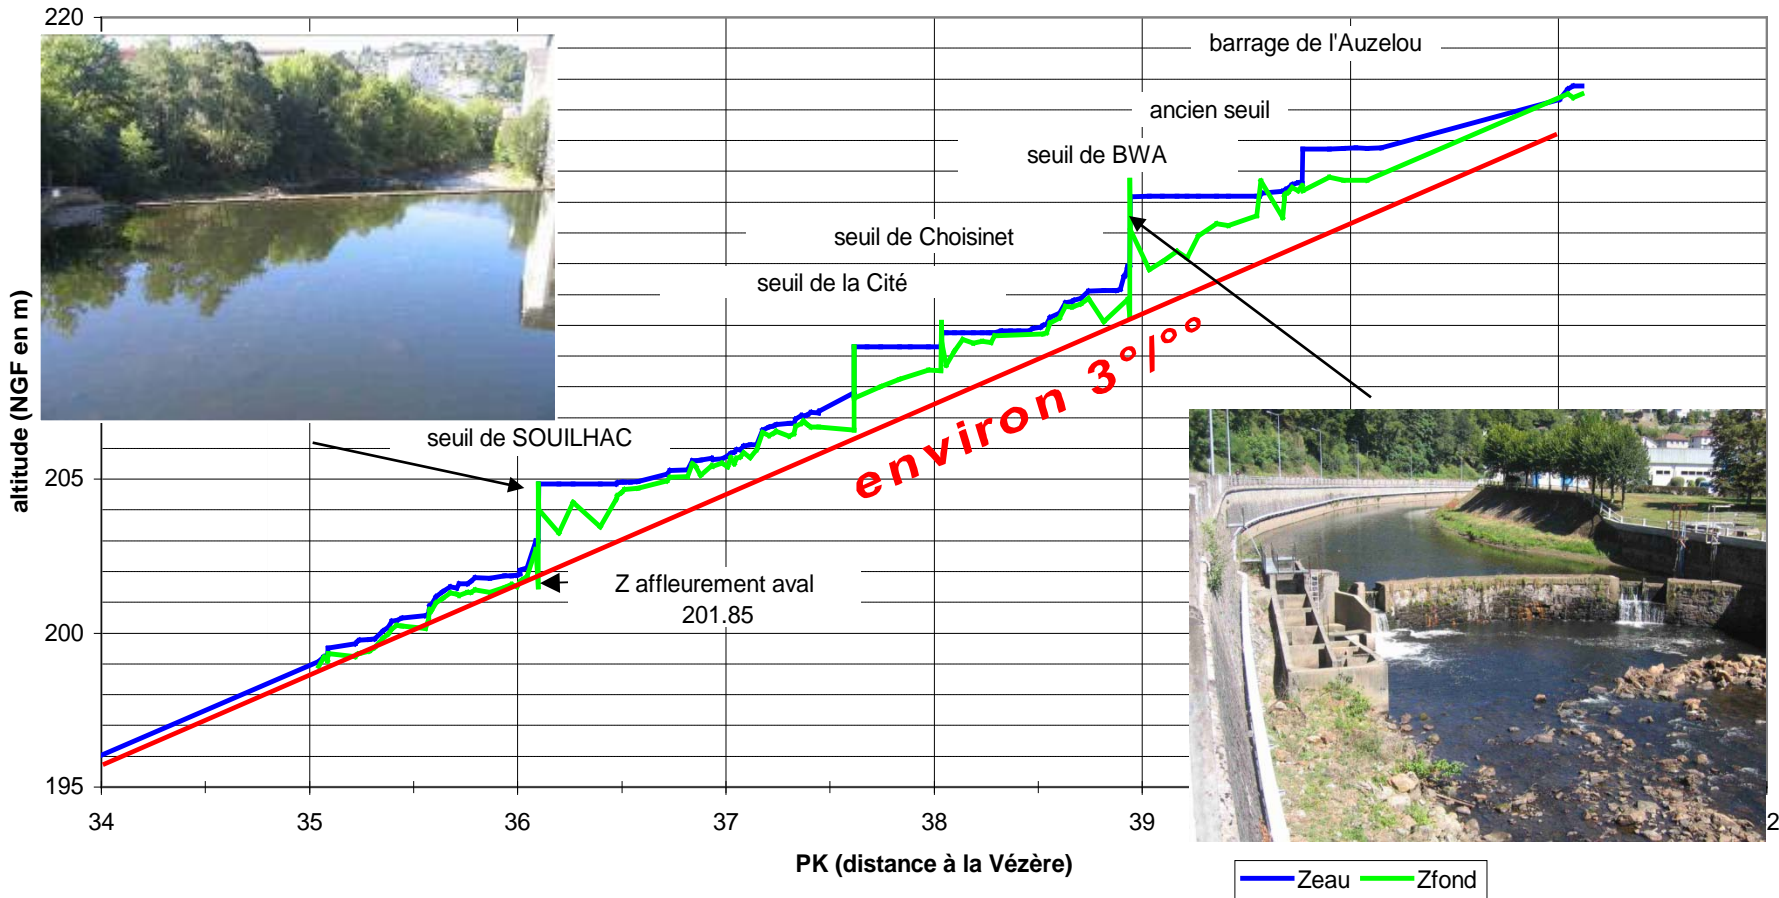 220
barrage de l'Auzelou
ancien seuil
seuil de BWA
seuil de Choisinet
seuil de la Cité
environ 3°/°°
seuil de SOUILHAC
205
Z affleurement aval
201.85
200
195
altitude (NGF en m)
34 35 36 37 38 39 2
PK (distance à la Vézère)
Zeau Zfond